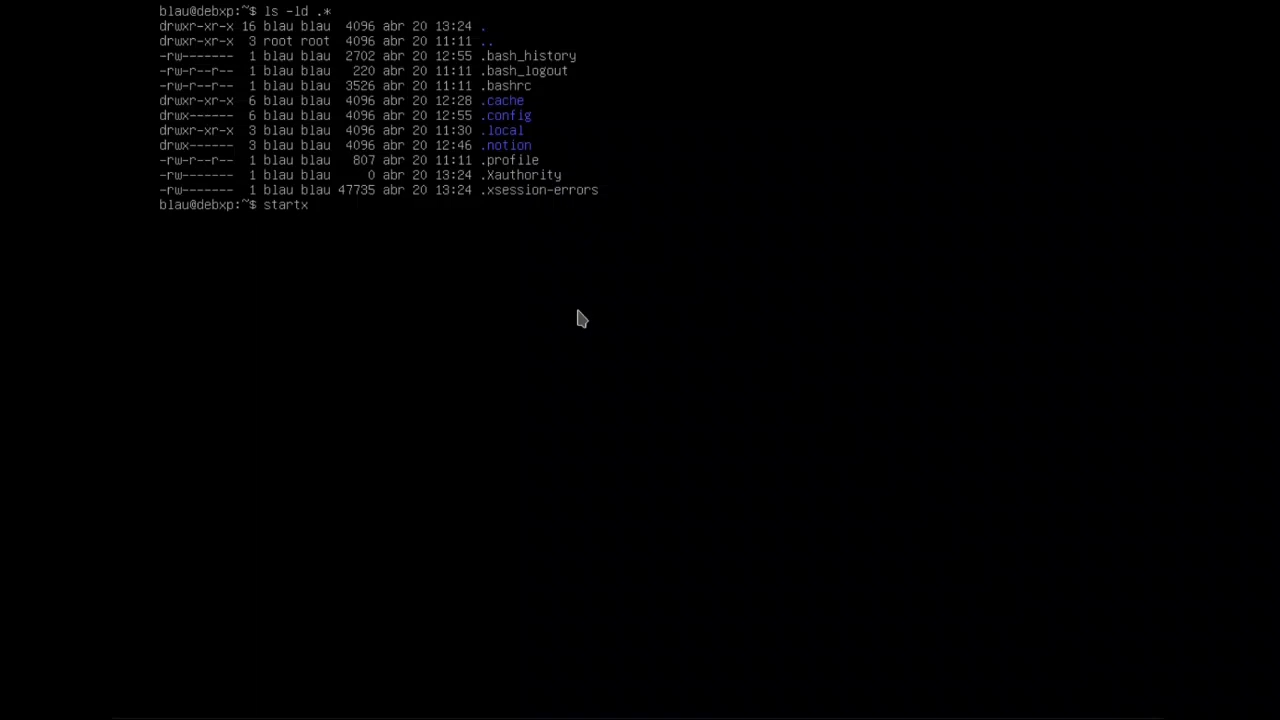 blau@debxp:~$ ls -ld .*
drwxr-xr-x 16 blau blau  4096 abr 20 13:24 .
drwxr-xr-x  3 root root  4096 abr 20 11:11 ..
-rw-------  1 blau blau  2702 abr 20 12:55 .bash_history
-rw-r--r--  1 blau blau   220 abr 20 11:11 .bash_logout
-rw-r--r--  1 blau blau  3526 abr 20 11:11 .bashrc
drwxr-xr-x  6 blau blau  4096 abr 20 12:28 .cache
drwx------  6 blau blau  4096 abr 20 12:55 .config
drwxr-xr-x  3 blau blau  4096 abr 20 11:30 .local
drwx------  3 blau blau  4096 abr 20 12:46 .notion
-rw-r--r--  1 blau blau   807 abr 20 11:11 .profile
-rw-------  1 blau blau     0 abr 20 13:24 .Xauthority
-rw-------  1 blau blau 47735 abr 20 13:24 .xsession-errors
blau@debxp:~$ startx